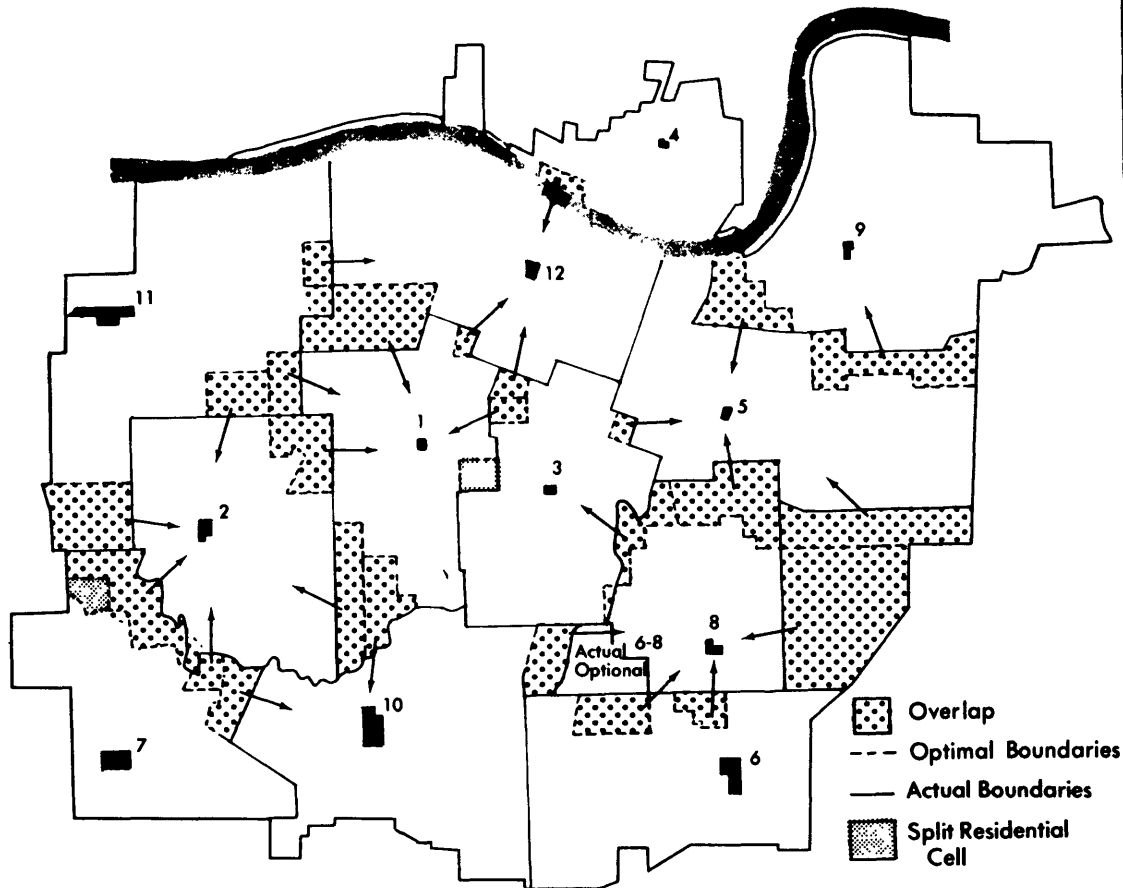 4
9
12
11
1
5
3
2
8
6-8
Actual
Optional
10
7
6
Overlap
Optimal Boundaries
Actual Boundaries
Split Residential
Cell